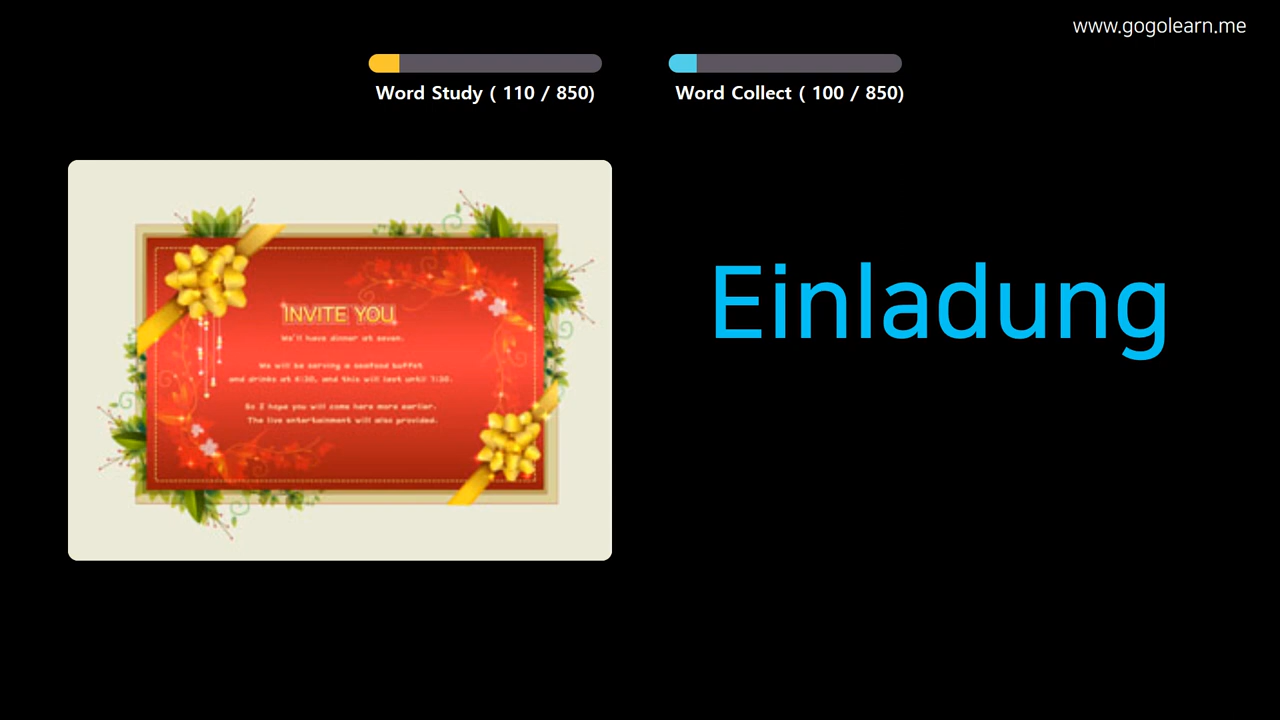 www.gogolearn.me
Word Study ( 110 / 850)
Word Collect ( 100 / 850)
INVITE YOU
We'll have dinner at seven.
We will be serving a seafood buffet
and drinks at 6:30, and this will last until 7:30.
So I hope you will come here more earlier.
The live entertainment will also provided.
Einladung